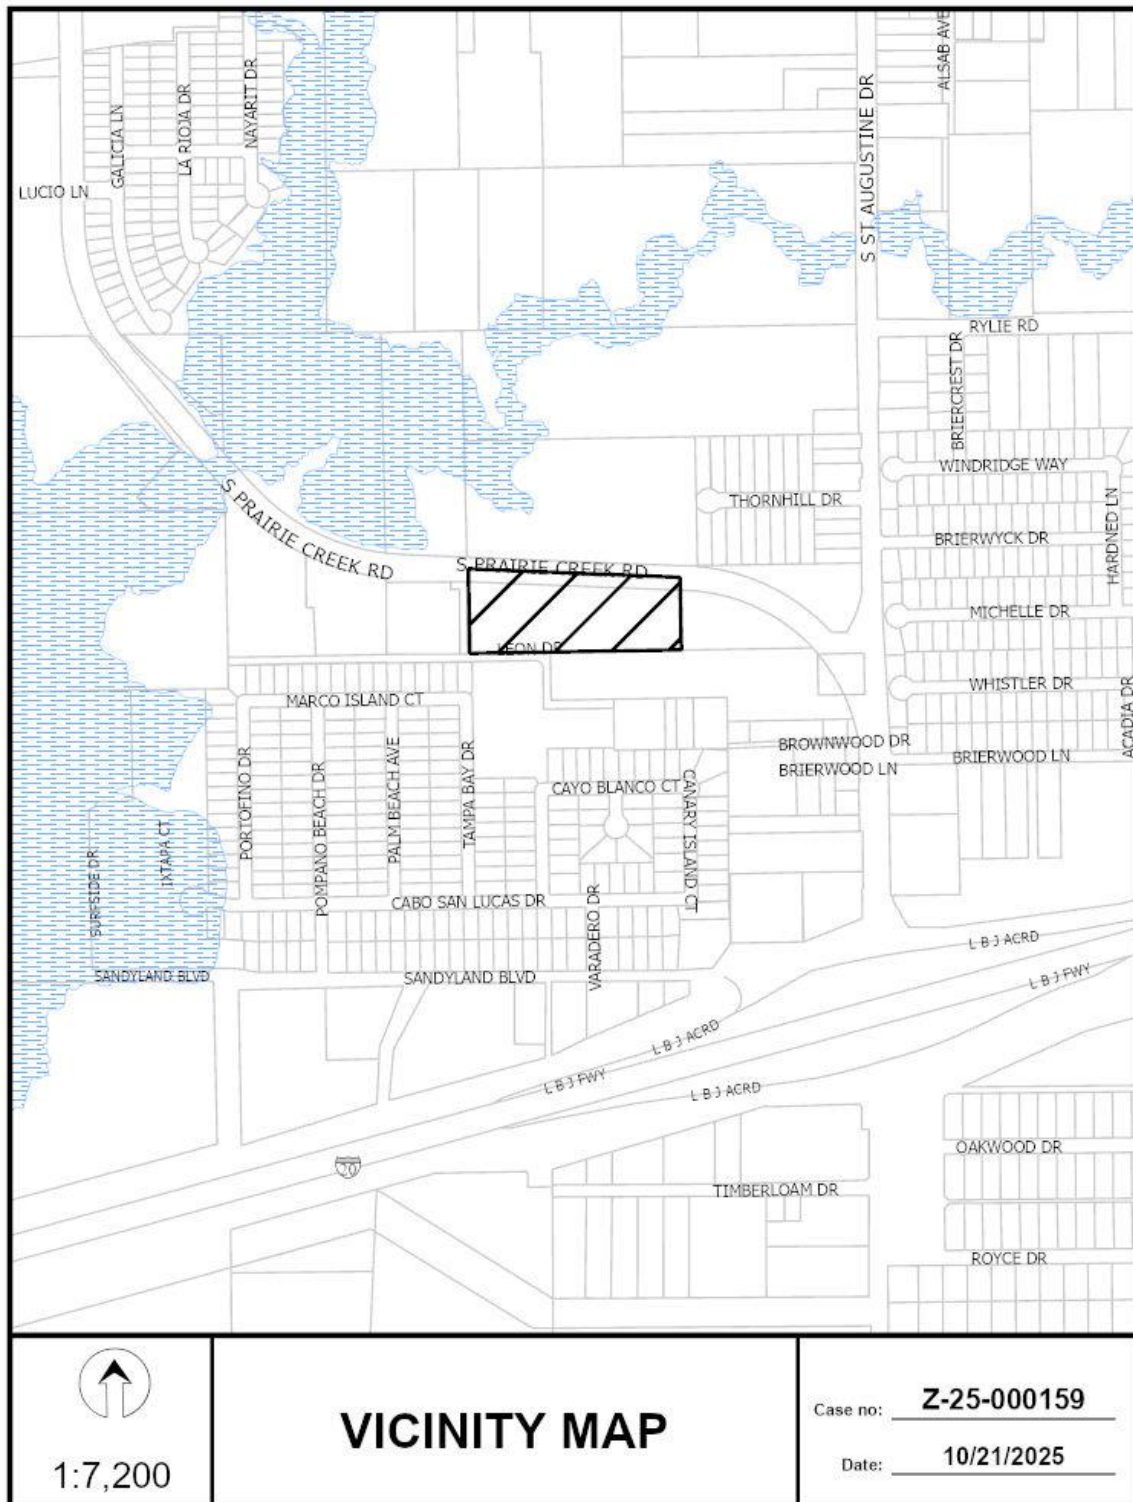 NAYARIT DR
LA RIOJA DR
GALICIA LN
LUCIO LN
ALSAB AVE
S ST AUGUSTINE DR
RYLIE RD
BRIERCREST DR
WINDRIDGE WAY
HARDNED LN
THORNHILL DR
BRIERWYCK DR
S PRAIRIE CREEK RD
S PRAIRIE CREEK RD
MICHELLE DR
LEON DR
WHISTLER DR
ACADIA DR
MARCO ISLAND CT
BROWNWOOD DR
BRIERWOOD LN
BRIERWOOD LN
PORTOFINO DR
POMPANO BEACH DR
PALM BEACH AVE
TAMPA BAY DR
CAYO BLANCO CT
CANARY ISLAND CT
IXTAPA CT
SURFSIDE DR
CABO SAN LUCAS DR
VARADERO DR
SANDYLAND BLVD
SANDYLAND BLVD
L B J ACRD
L B J FWY
L B J ACRD
L B J FWY
L B J ACRD
20
OAKWOOD DR
TIMBERLOAM DR
ROYCE DR
1:7,200
VICINITY MAP
Case no: Z-25-000159
Date: 10/21/2025